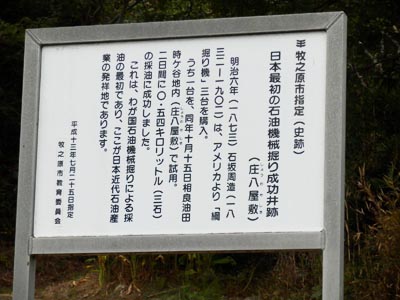 牧之原市指定(史跡)
日本最初の石油機械掘り成功井跡
(庄八屋敷)
明治六年(一八七三)石坂周造(一八
三二ー一九〇二)は、アメリカより「綱
掘り機」三台を購入。
うち一台を、同年十月十五日相良油田
時ケ谷地内(庄八屋敷)で試用。
二日間に〇・五四キロリットル(三石)
の採油に成功しました。
これは、わが国石油機械掘りによる採
油の最初であり、ここが日本近代石油産
業の発祥地であります。
平成十三年七月二十五日指定
牧之原市教育委員会